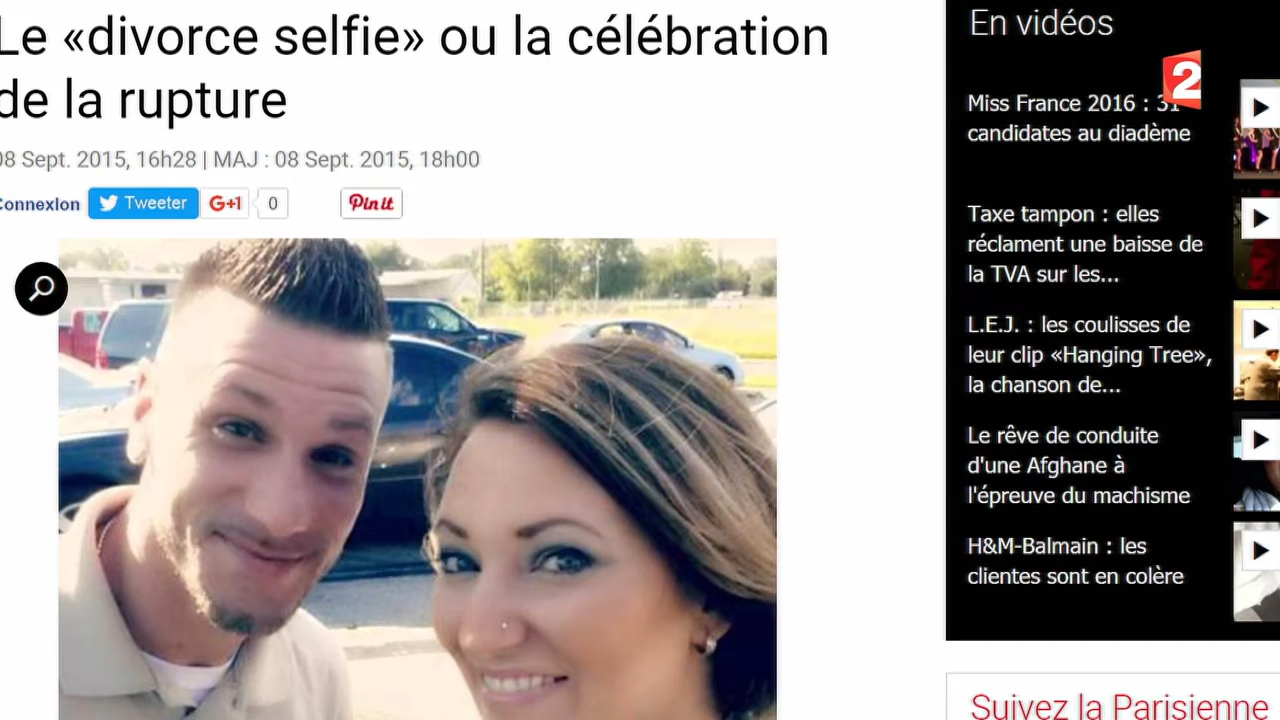 Le «divorce selfie» ou la célébration
de la rupture
08 Sept. 2015, 16h28 | MAJ : 08 Sept. 2015, 18h00
Connexion
Tweeter
G+1
0
Pin it
En vidéos
2
Miss France 2016 : 31
candidates au diadème
Taxe tampon : elles
réclament une baisse de
la TVA sur les...
L.E.J. : les coulisses de
leur clip «Hanging Tree»,
la chanson de...
Le rêve de conduite
d'une Afghane à
l'épreuve du machisme
H&M-Balmain : les
clientes sont en colère
Suivez la Parisienne